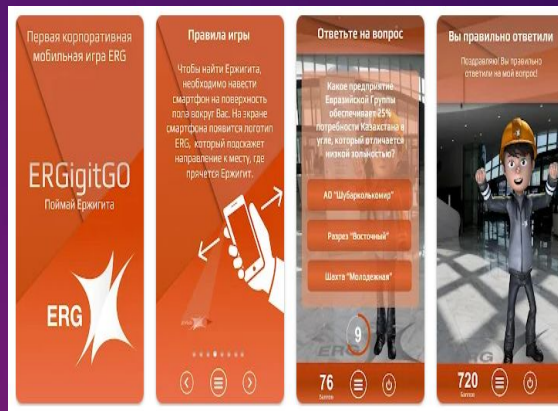 Первая корпоративная
мобильная игра ERG
ERGigitGO
Поймай Ержигита
ERG
Правила игры
Чтобы найти Ержигита,
необходимо навести
смартфон на поверхность
пола вокруг Вас. На экране
смартфона появится логотип
ERG, который подскажет
направление к месту, где
прячется Ержигит.
Ответьте на вопрос
Какое предприятие
Евразийской Группы
обеспечивает 25%
потребности Казахстана в
угле, который отличается
низкой зольностью?
АО "Шубарколькомир"
Разрез "Восточный"
Шахта "Молодежная"
9
ERG
76
Баллов
Вы правильно ответили
Поздравляю! Вы правильно
ответили на мой вопрос!
ERG
720
Баллов